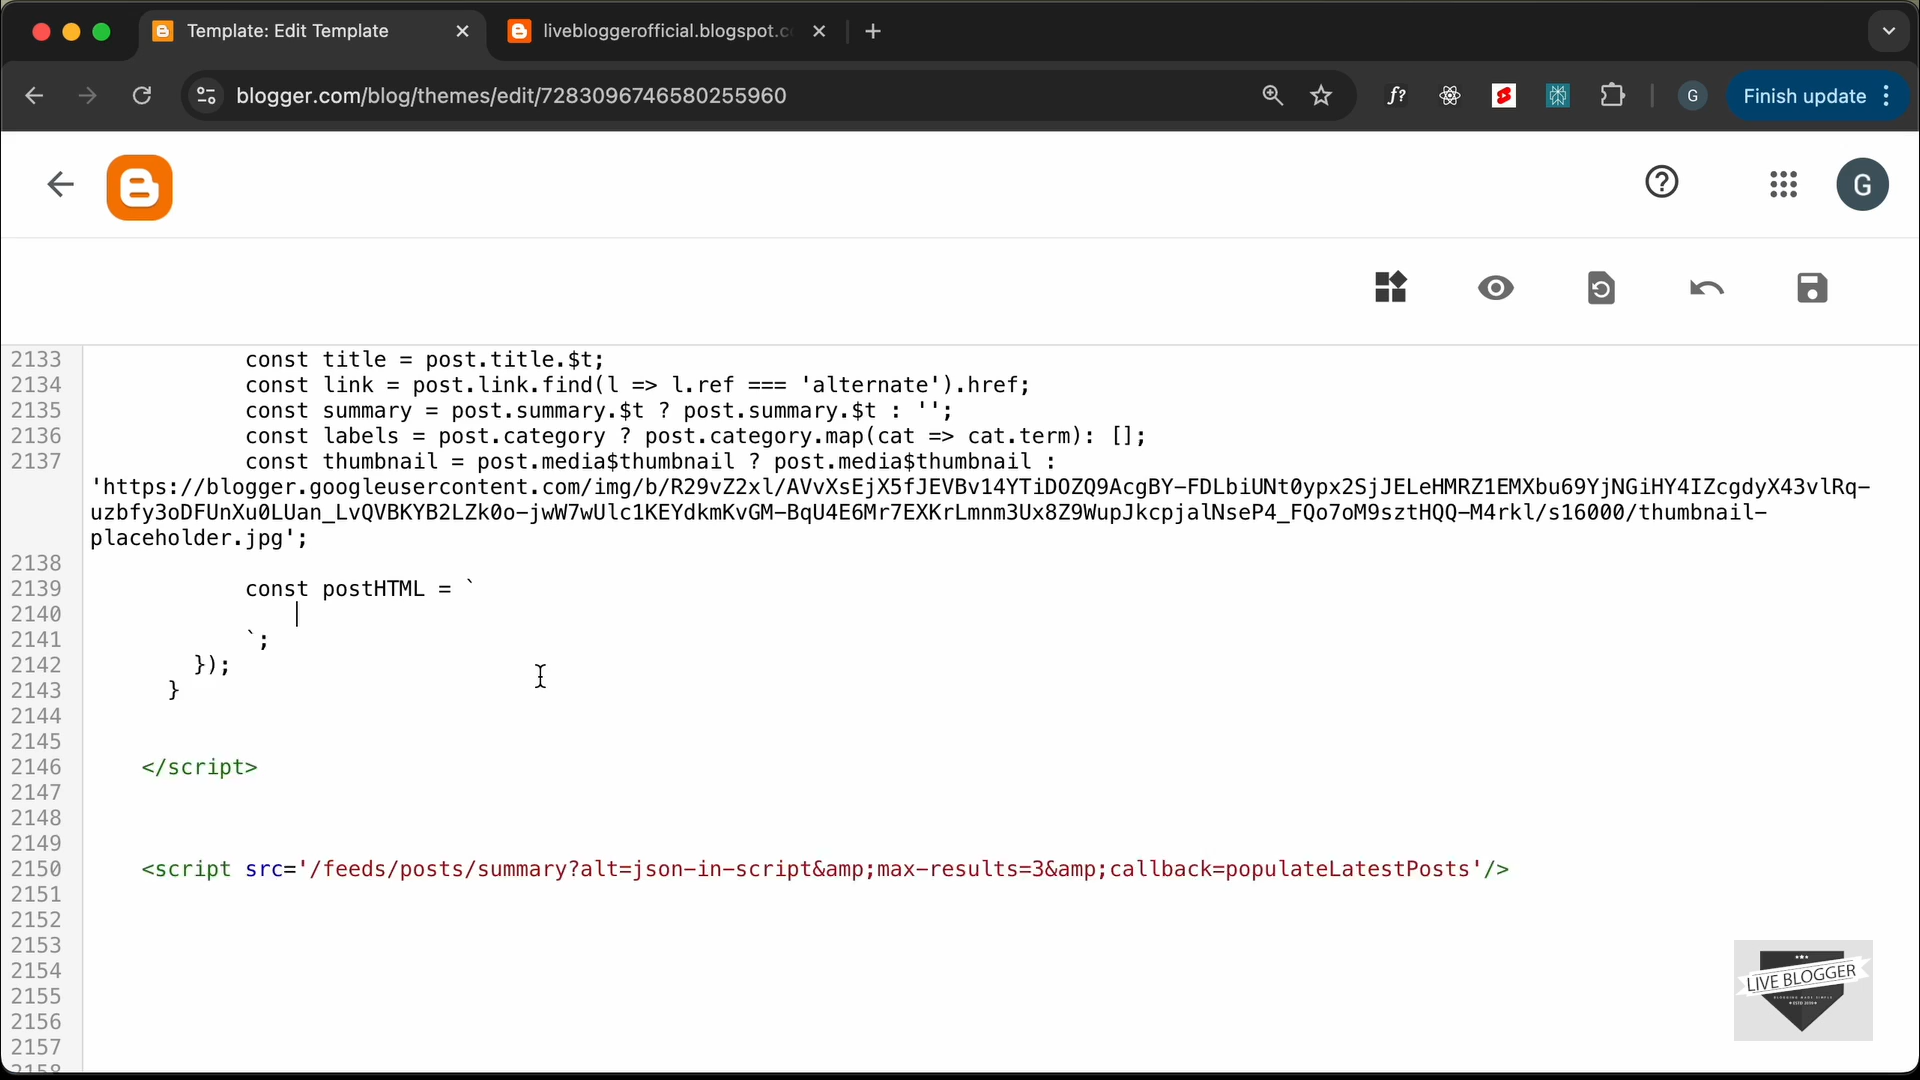 Template: Edit Template
livebloggerofficial.blogspot.c
blogger.com/blog/themes/edit/7283096746580255960
f?
G
Finish update
G
2133 const title = post.title.$t;
2134 const link = post.link.find(l => l.ref === 'alternate').href;
2135 const summary = post.summary.$t ? post.summary.$t : '';
2136 const labels = post.category ? post.category.map(cat => cat.term): [];
2137 const thumbnail = post.media$thumbnail ? post.media$thumbnail :
'https://blogger.googleusercontent.com/img/b/R29vZ2xl/AVvXsEjX5fJEVBv14YTiDOZQ9AcgBY-FDLbiUNt0ypx2SjJELeHMRZ1EMXbu69YjNGiHY4IZcgdyX43vlRq-
uzbfy3oDFUnXu0LUan_LvQVBKYB2LZk0o-jwW7wUlc1KEYdkmKvGM-BqU4E6Mr7EXKrLmnm3Ux8Z9WupJkcpjalNseP4_FQo7oM9sztHQQ-M4rkl/s16000/thumbnail-
placeholder.jpg';
2138
2139 const postHTML = `
2140
2141 `;
2142 });
2143 }
2144
2145
2146 </script>
2147
2148
2149
2150 <script src='/feeds/posts/summary?alt=json-in-script&amp;max-results=3&amp;callback=populateLatestPosts'/>
2151
2152
2153
2154
2155
2156
2157
2158
LIVE BLOGGER